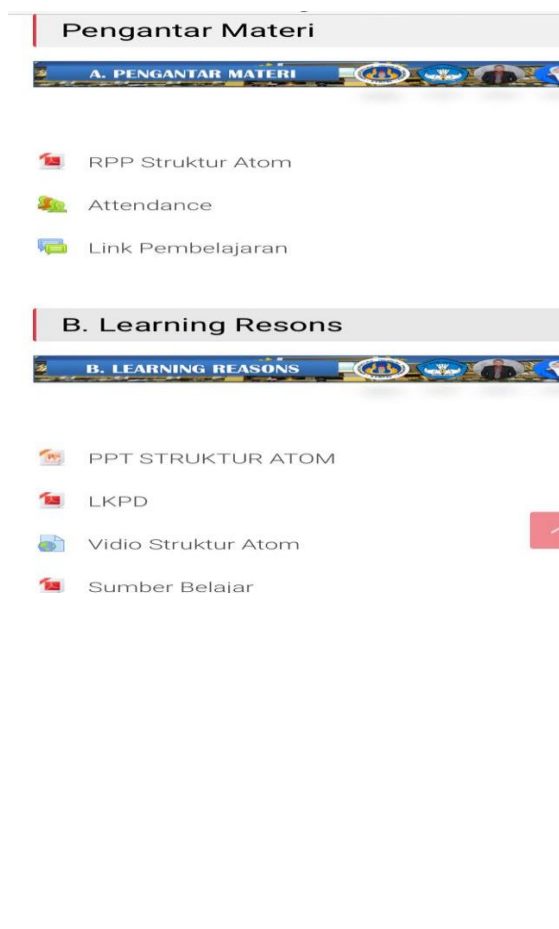 Pengantar Materi
A. PENGANTAR MATERI
RPP Struktur Atom
Attendance
Link Pembelajaran
B. Learning Resons
B. LEARNING REASONS
PPT STRUKTUR ATOM
LKPD
Vidio Struktur Atom
Sumber Belajar